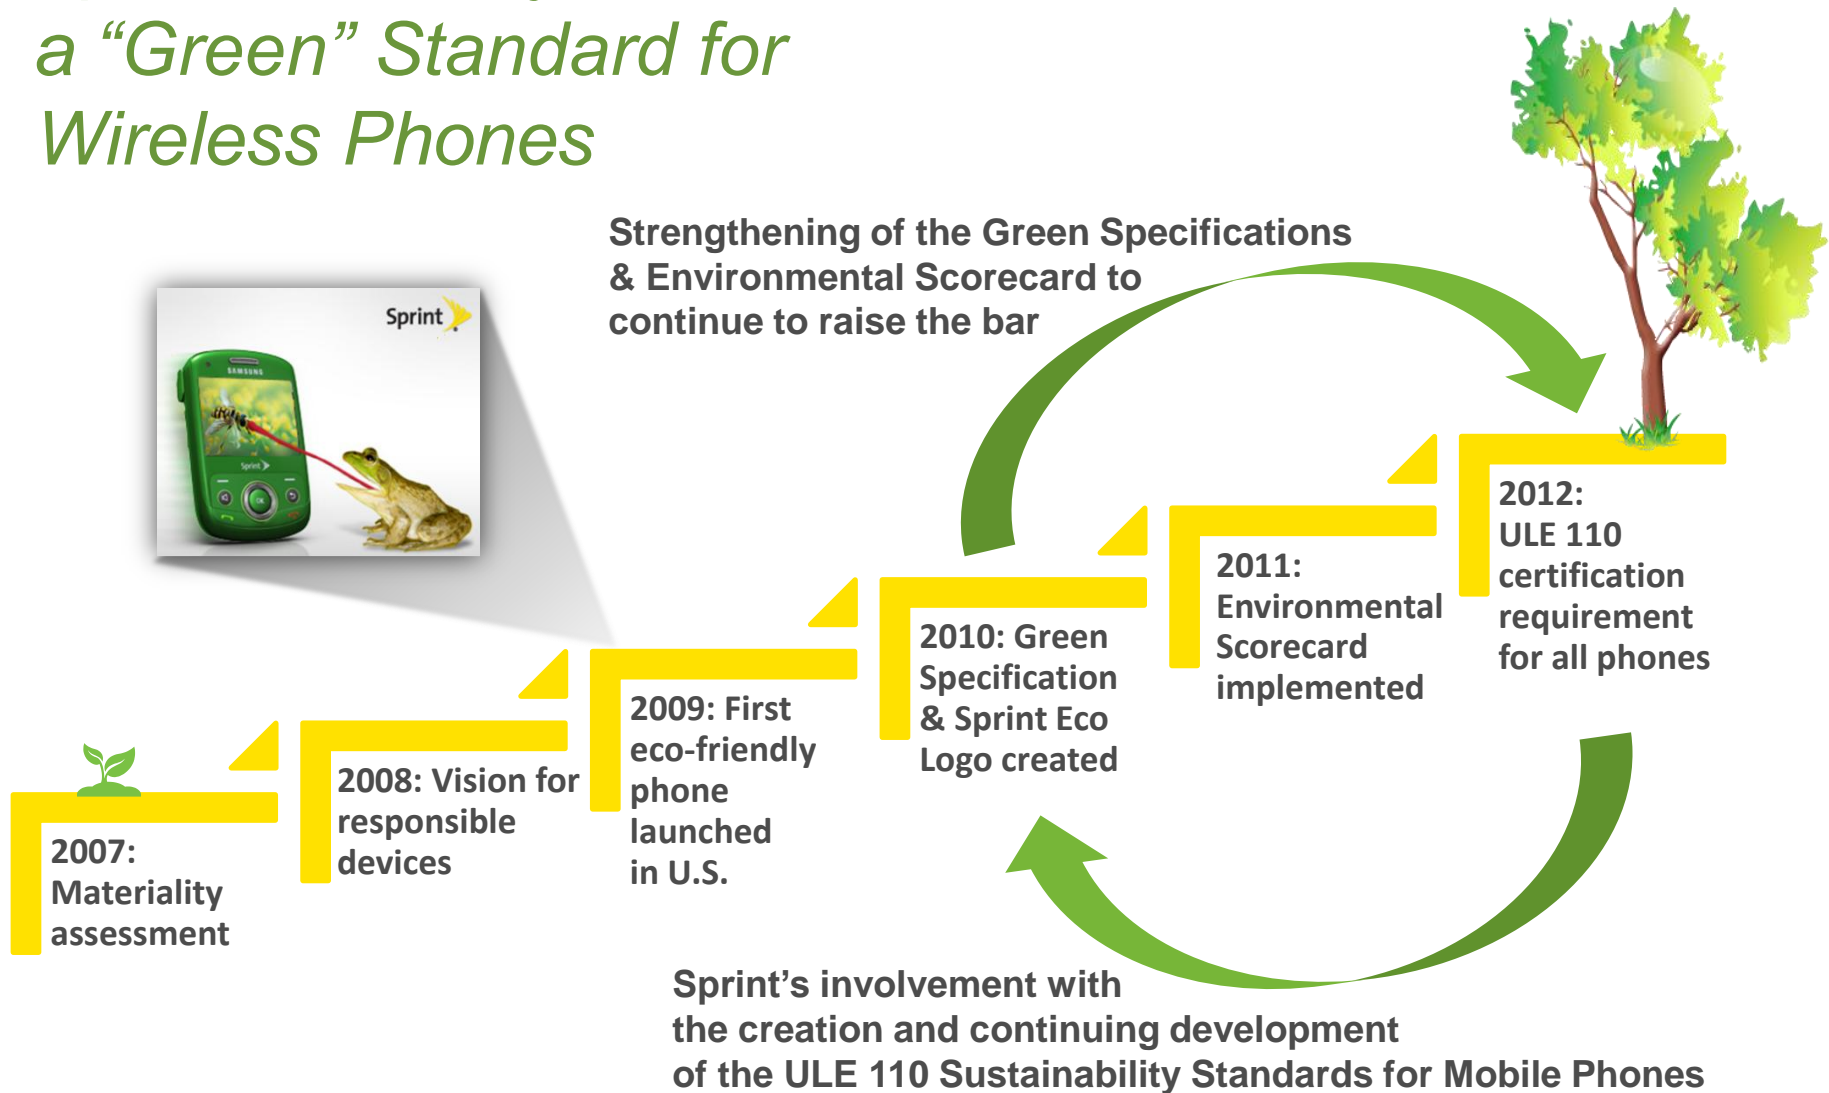 a “Green” Standard for
Wireless Phones
Strengthening of the Green Specifications
& Environmental Scorecard to
continue to raise the bar
Sprint
SAMSUNG
Sprint
OK
2012:
ULE 110
certification
requirement
for all phones
2011:
Environmental
Scorecard
implemented
2010: Green
Specification
& Sprint Eco
Logo created
2009: First
eco-friendly
phone
launched
in U.S.
2008: Vision for
responsible
devices
2007:
Materiality
assessment
Sprint’s involvement with
the creation and continuing development
of the ULE 110 Sustainability Standards for Mobile Phones